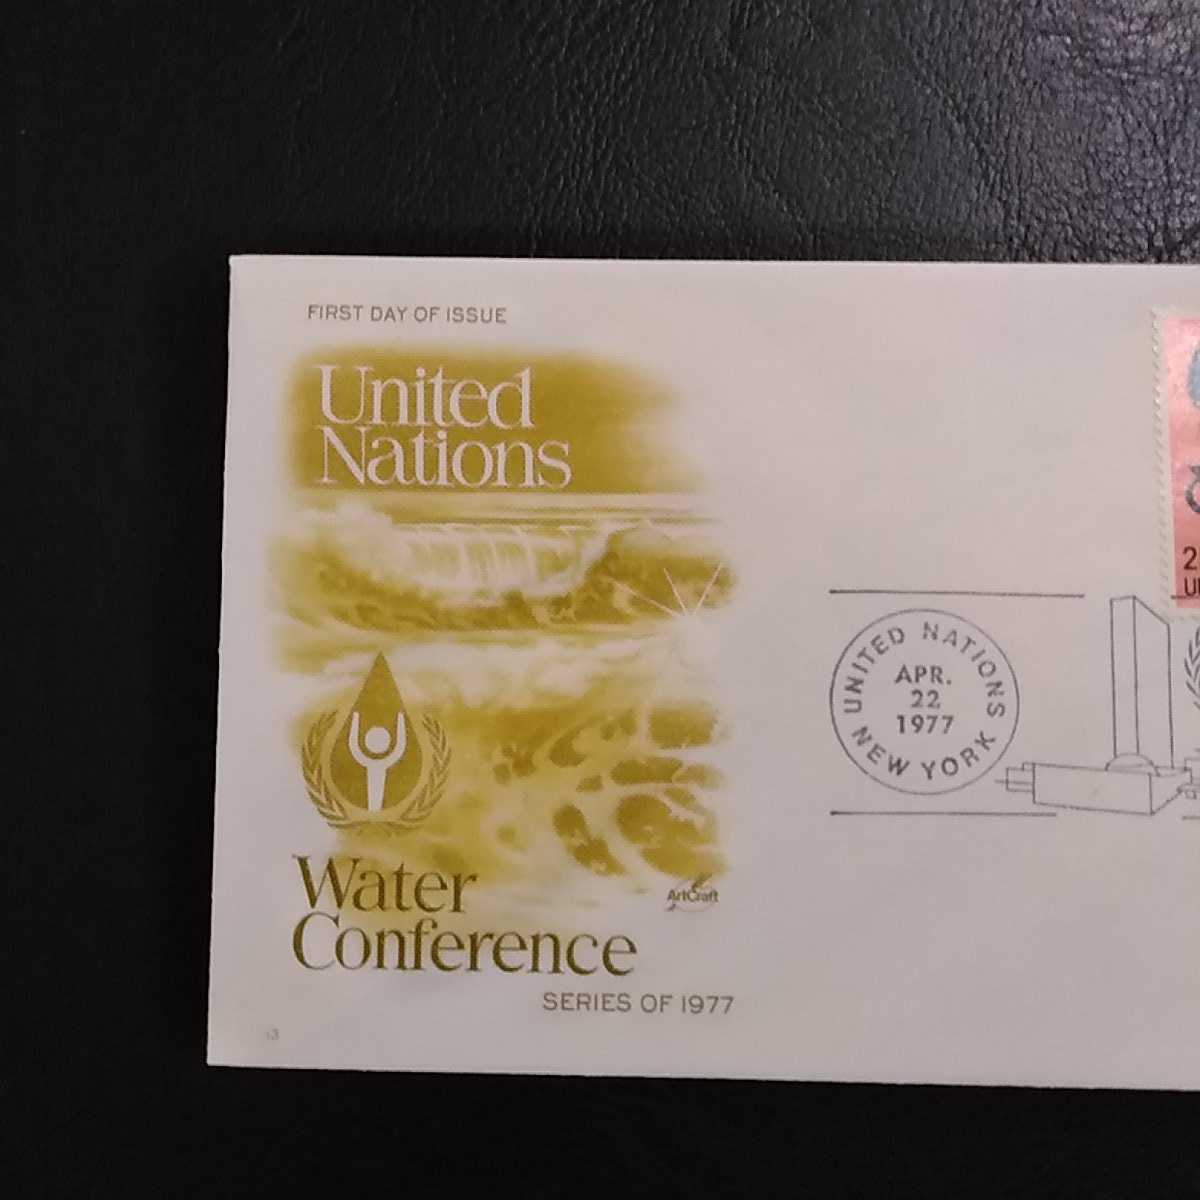 FIRST DAY OF ISSUE
United
Nations
Water
Conference
ArtCraft
SERIES OF 1977
UNITED NATIONS
APR.
22
1977
NEW YORK